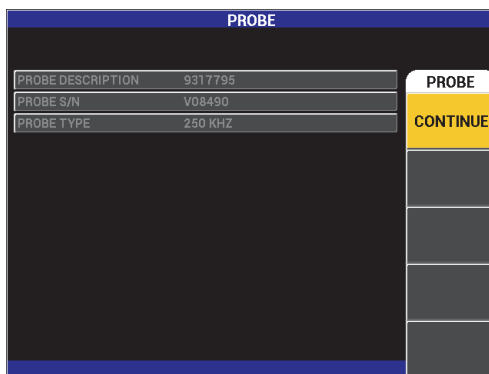 PROBE
PROBE DESCRIPTION 9317795
PROBE S/N V08490
PROBE TYPE 250 KHZ
PROBE
CONTINUE